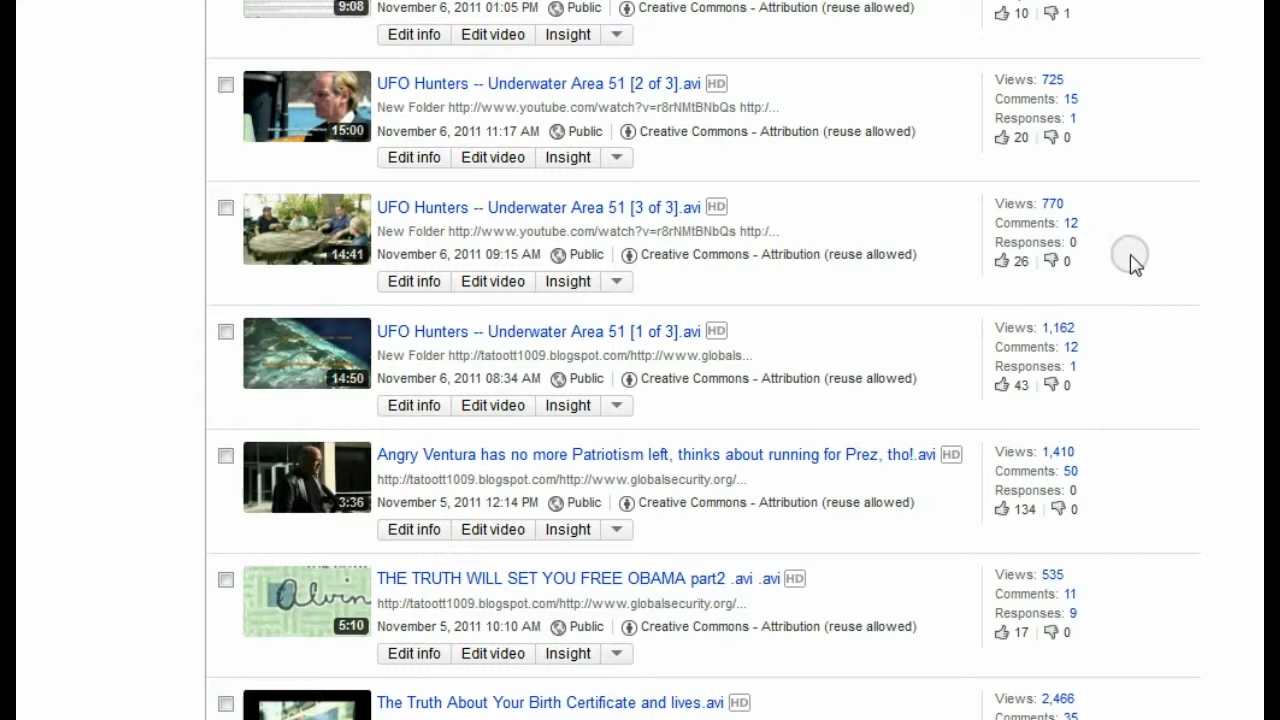 9:08
November 6, 2011 01:05 PM Public Creative Commons - Attribution (reuse allowed)
10 1
Edit info Edit video Insight
UFO Hunters -- Underwater Area 51 [2 of 3].avi HD
New Folder http://www.youtube.com/watch?v=r8rNMtBNbQs http:/...
15:00
November 6, 2011 11:17 AM Public Creative Commons - Attribution (reuse allowed)
Edit info Edit video Insight
Views: 725
Comments: 15
Responses: 1
20 0
UFO Hunters -- Underwater Area 51 [3 of 3].avi HD
New Folder http://www.youtube.com/watch?v=r8rNMtBNbQs http:/...
14:41
November 6, 2011 09:15 AM Public Creative Commons - Attribution (reuse allowed)
Edit info Edit video Insight
Views: 770
Comments: 12
Responses: 0
26 0
UFO Hunters -- Underwater Area 51 [1 of 3].avi HD
New Folder http://tatoott1009.blogspot.com/http://www.globals...
14:50
November 6, 2011 08:34 AM Public Creative Commons - Attribution (reuse allowed)
Edit info Edit video Insight
Views: 1,162
Comments: 12
Responses: 1
43 0
Angry Ventura has no more Patriotism left, thinks about running for Prez, tho!.avi HD
http://tatoott1009.blogspot.com/http://www.globalsecurity.org/...
3:36
November 5, 2011 12:14 PM Public Creative Commons - Attribution (reuse allowed)
Edit info Edit video Insight
Views: 1,410
Comments: 50
Responses: 0
134 0
THE TRUTH WILL SET YOU FREE OBAMA part2 .avi .avi HD
http://tatoott1009.blogspot.com/http://www.globalsecurity.org/...
Alvin
5:10
November 5, 2011 10:10 AM Public Creative Commons - Attribution (reuse allowed)
Edit info Edit video Insight
Views: 535
Comments: 11
Responses: 9
17 0
The Truth About Your Birth Certificate and lives.avi HD
Views: 2,466
Comments: 35